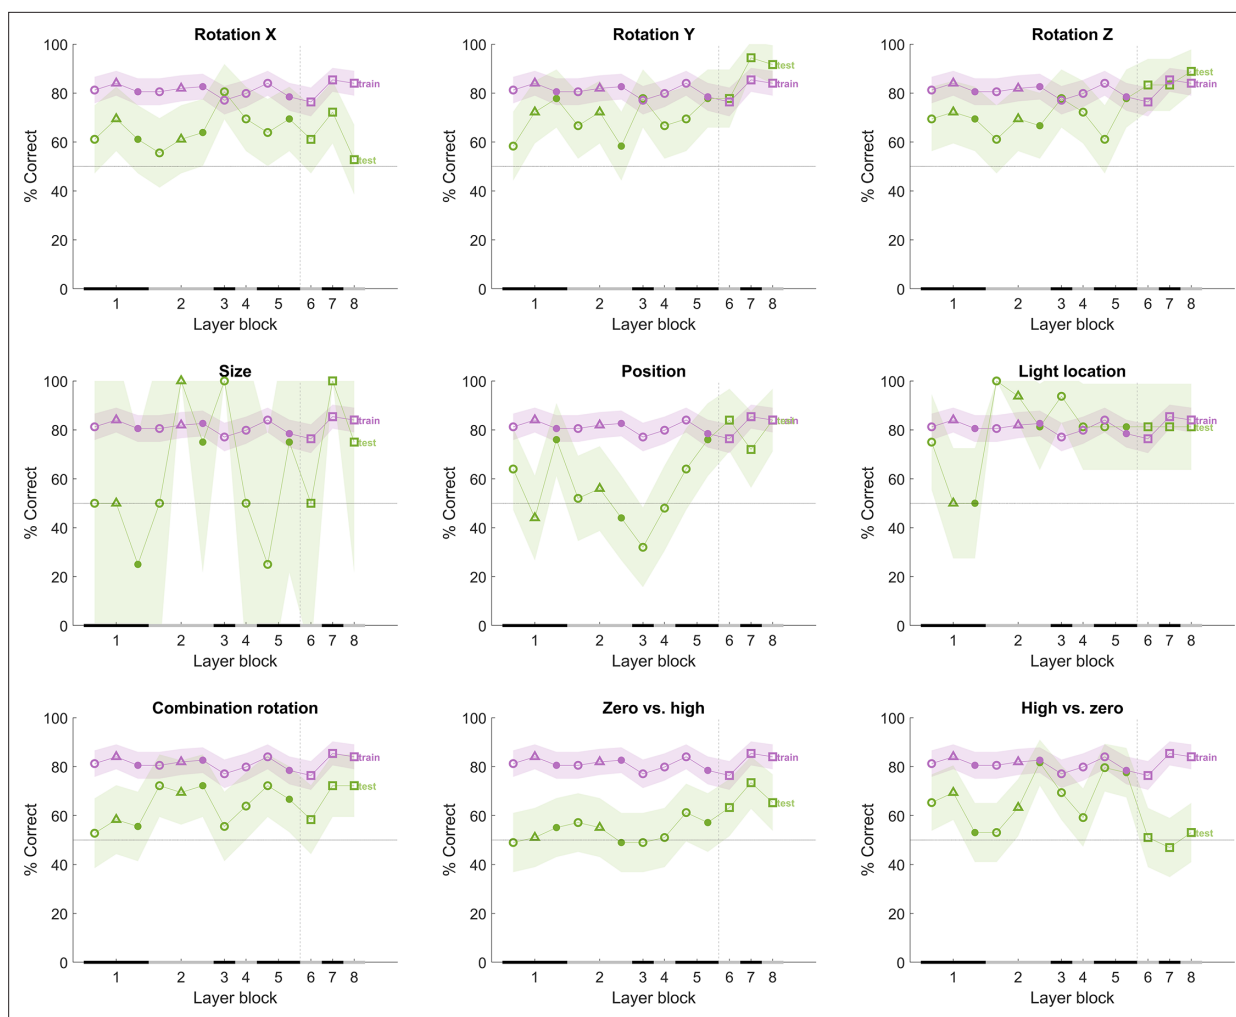 Rotation X
100
80
60
40
20
0
% Correct
train
test
1 2 3 4 5 6 7 8
Layer block
Rotation Y
100
80
60
40
20
0
% Correct
test
train
1 2 3 4 5 6 7 8
Layer block
Rotation Z
100
80
60
40
20
0
% Correct
test
train
1 2 3 4 5 6 7 8
Layer block
Size
100
80
60
40
20
0
% Correct
train
test
1 2 3 4 5 6 7 8
Layer block
Position
100
80
60
40
20
0
% Correct
1 2 3 4 5 6 7 8
Layer block
Light location
100
80
60
40
20
0
% Correct
train
test
1 2 3 4 5 6 7 8
Layer block
Combination rotation
100
80
60
40
20
0
% Correct
train
test
1 2 3 4 5 6 7 8
Layer block
Zero vs. high
100
80
60
40
20
0
% Correct
train
test
1 2 3 4 5 6 7 8
Layer block
High vs. zero
100
80
60
40
20
0
% Correct
train
test
1 2 3 4 5 6 7 8
Layer block